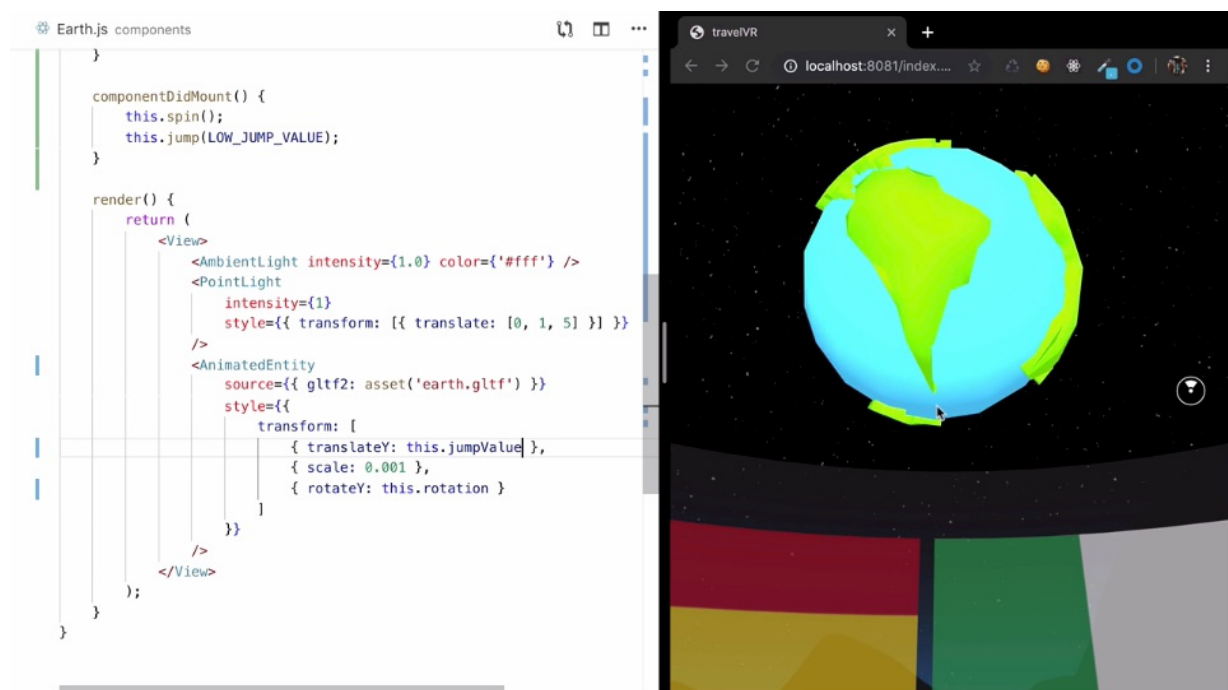 Earth.js components
}
componentDidMount() {
this.spin();
this.jump(LOW_JUMP_VALUE);
}
render() {
return (
<View>
<AmbientLight intensity={1.0} color={'#fff'} />
<PointLight
intensity={1}
style={{ transform: [{ translate: [0, 1, 5] }] }}
/>
<AnimatedEntity
source={{ gltf2: asset('earth.gltf') }}
style={{
transform: [
{ translateY: this.jumpValue },
{ scale: 0.001 },
{ rotateY: this.rotation }
]
}}
/>
</View>
);
}
}
travelVR
localhost:8081/index....